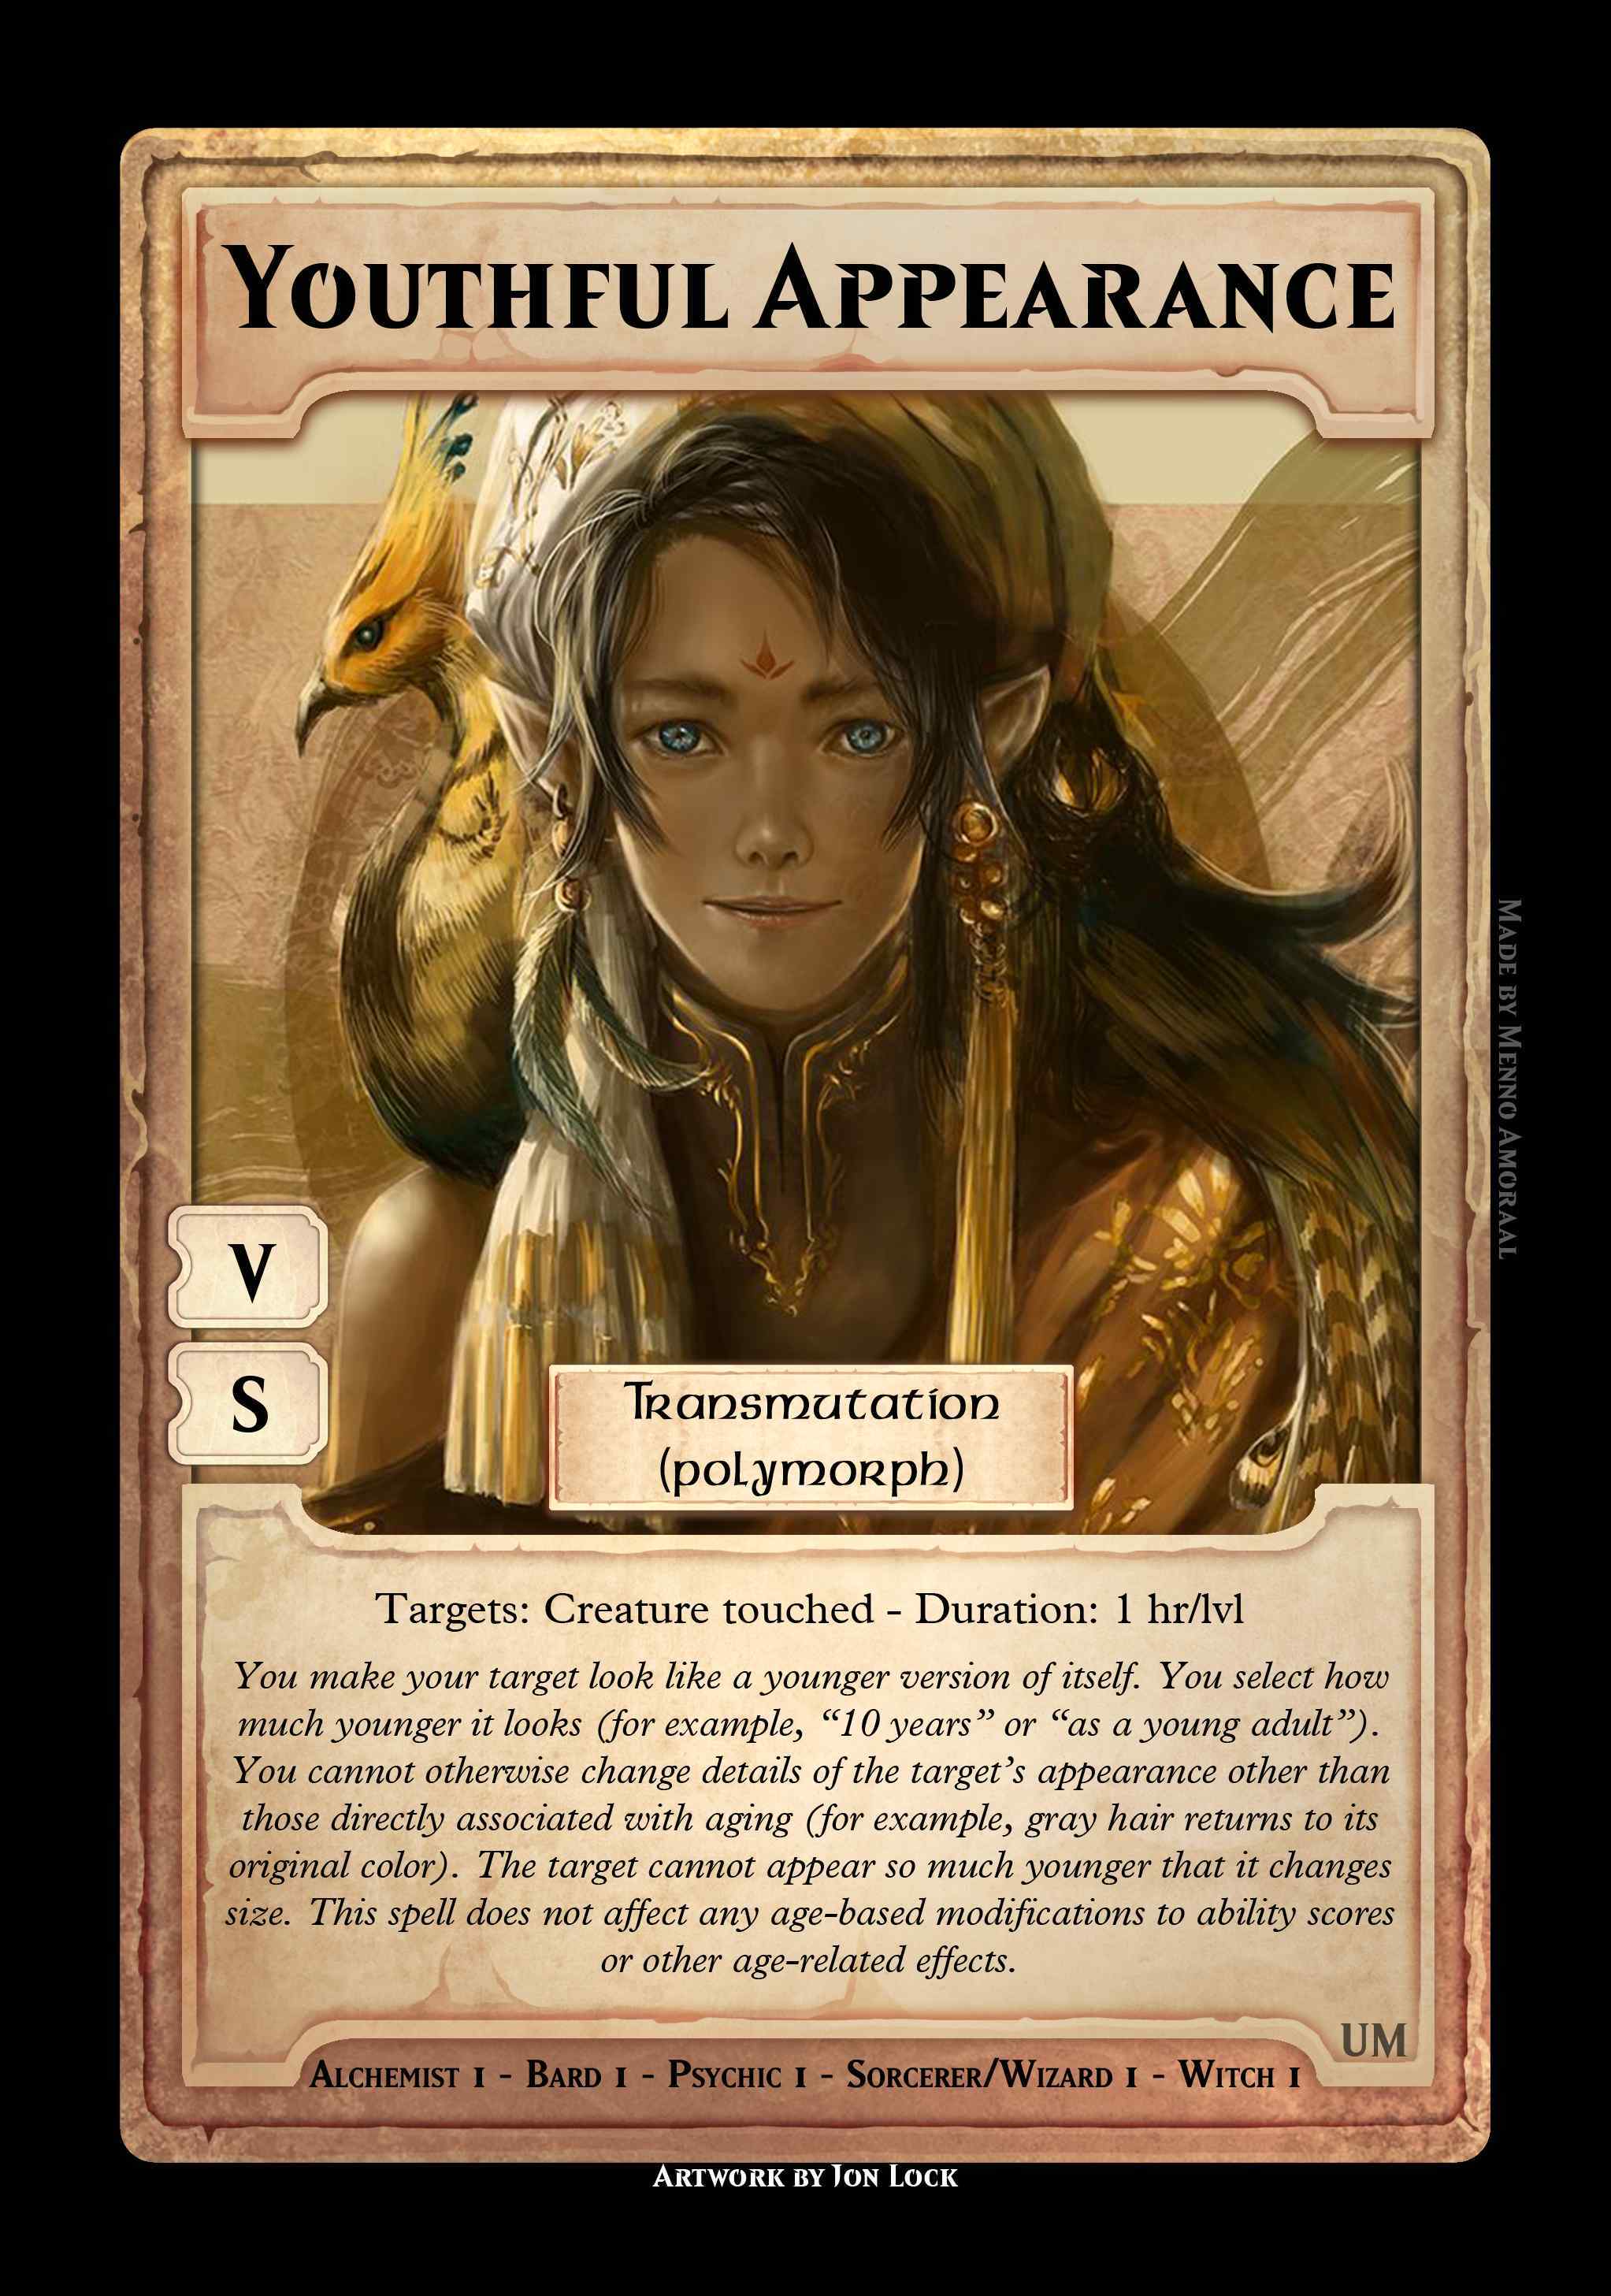 Youthful Appearance
V
S
Transmutation
(polymorph)
Targets: Creature touched - Duration: 1 hr/lvl
You make your target look like a younger version of itself. You select how
much younger it looks (for example, “10 years” or “as a young adult”).
You cannot otherwise change details of the target’s appearance other than
those directly associated with aging (for example, gray hair returns to its
original color). The target cannot appear so much younger that it changes
size. This spell does not affect any age-based modifications to ability scores
or other age-related effects.
UM
Alchemist 1 - Bard 1 - Psychic 1 - Sorcerer/Wizard 1 - Witch 1
Artwork by Jon Lock
Made by Menno Amoraal